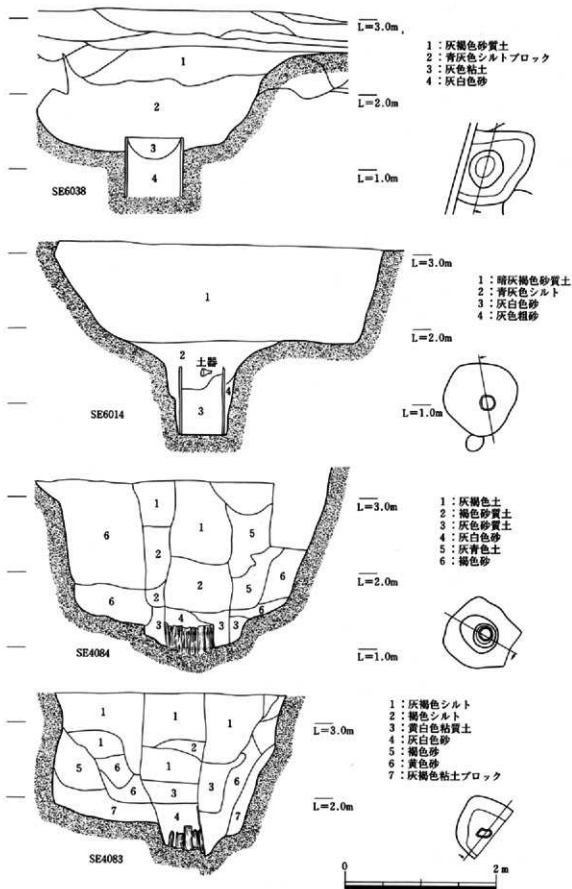 L=3.0m
1
2
3
4
L=2.0m
L=1.0m
SE6038
1：灰褐色砂質土
2：青灰色シルトブロック
3：灰色粘土
4：灰白色砂
L=3.0m
1
L=2.0m
2
土器
4
3
L=1.0m
SE6014
1：暗灰褐色砂質土
2：青灰色シルト
3：灰白色砂
4：灰色粗砂
L=3.0m
1
1
5
6
2
2
5
6
L=2.0m
6
2
4
6
3
3
3
L=1.0m
SE4084
1：灰褐色土
2：褐色砂質土
3：灰色砂質土
4：灰白色砂
5：灰青色土
6：褐色砂
1
1
1
L=3.0m
1
2
5
6
1
6
6
3
3
7
4
7
L=2.0m
SE4083
1：灰褐色シルト
2：褐色シルト
3：黄白色粘質土
4：灰白色砂
5：褐色砂
6：黄色砂
7：灰褐色粘土ブロック
0
2 m